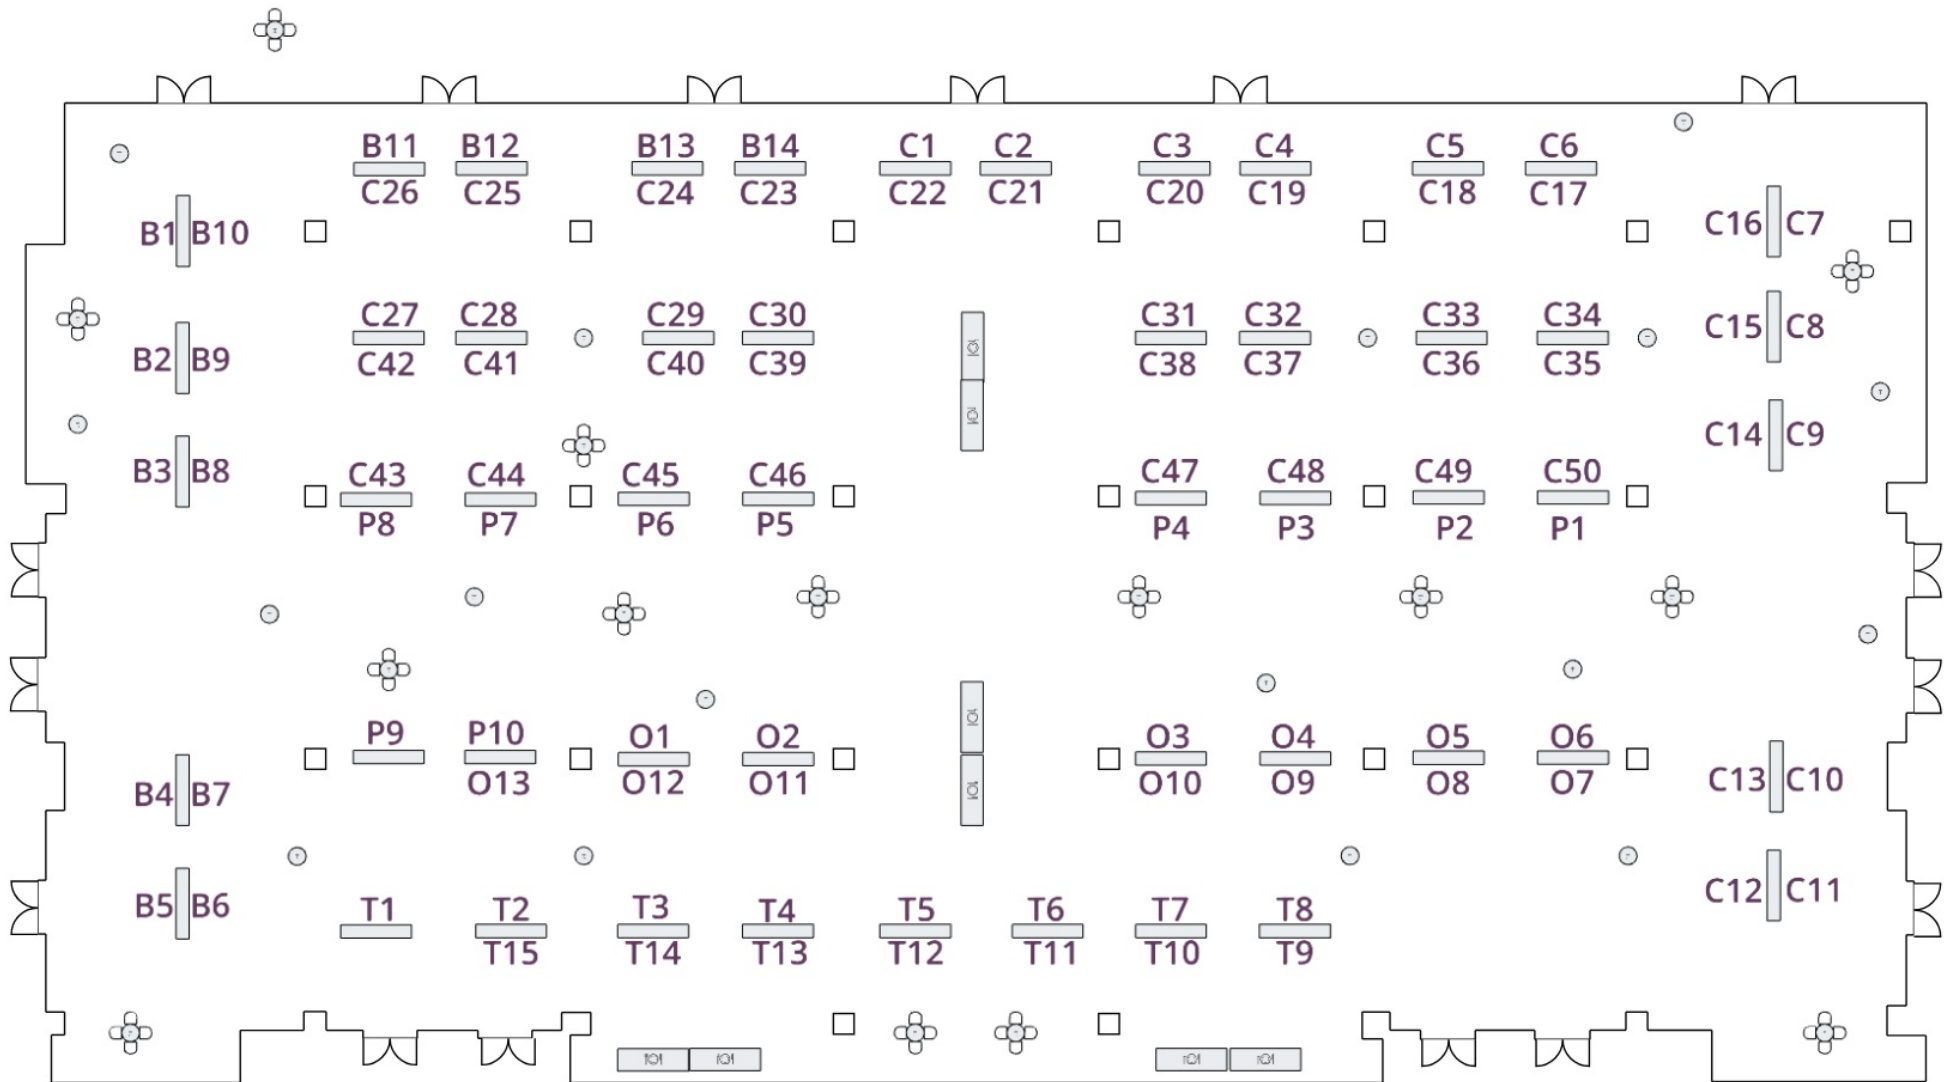 B11 B12 B13 B14 C1 C2 C3 C4 C5 C6
C26 C25 C24 C23 C22 C21 C20 C19 C18 C17
B1 B10 C16 C7
C27 C28 C29 C30 C31 C32 C33 C34 C15 C8
B2 B9 C42 C41 C40 C39 C38 C37 C36 C35
C14 C9
B3 B8 C43 C44 C45 C46 C47 C48 C49 C50
P8 P7 P6 P5 P4 P3 P2 P1
P9 P10 O1 O2 O3 O4 O5 O6
B4 B7 O13 O12 O11 O10 O9 O8 O7 C13 C10
B5 B6 T1 T2 T3 T4 T5 T6 T7 T8 C12 C11
T15 T14 T13 T12 T11 T10 T9